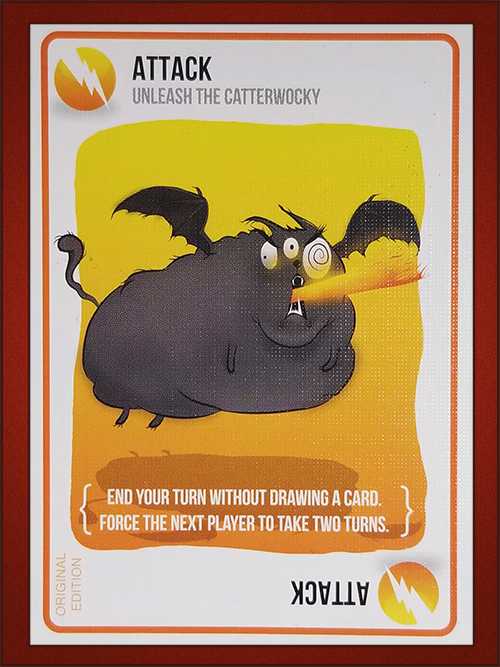 ATTACK
UNLEASH THE CATTERWOCKY
END YOUR TURN WITHOUT DRAWING A CARD.
FORCE THE NEXT PLAYER TO TAKE TWO TURNS.
ORIGINAL
EDITION
ATTACK